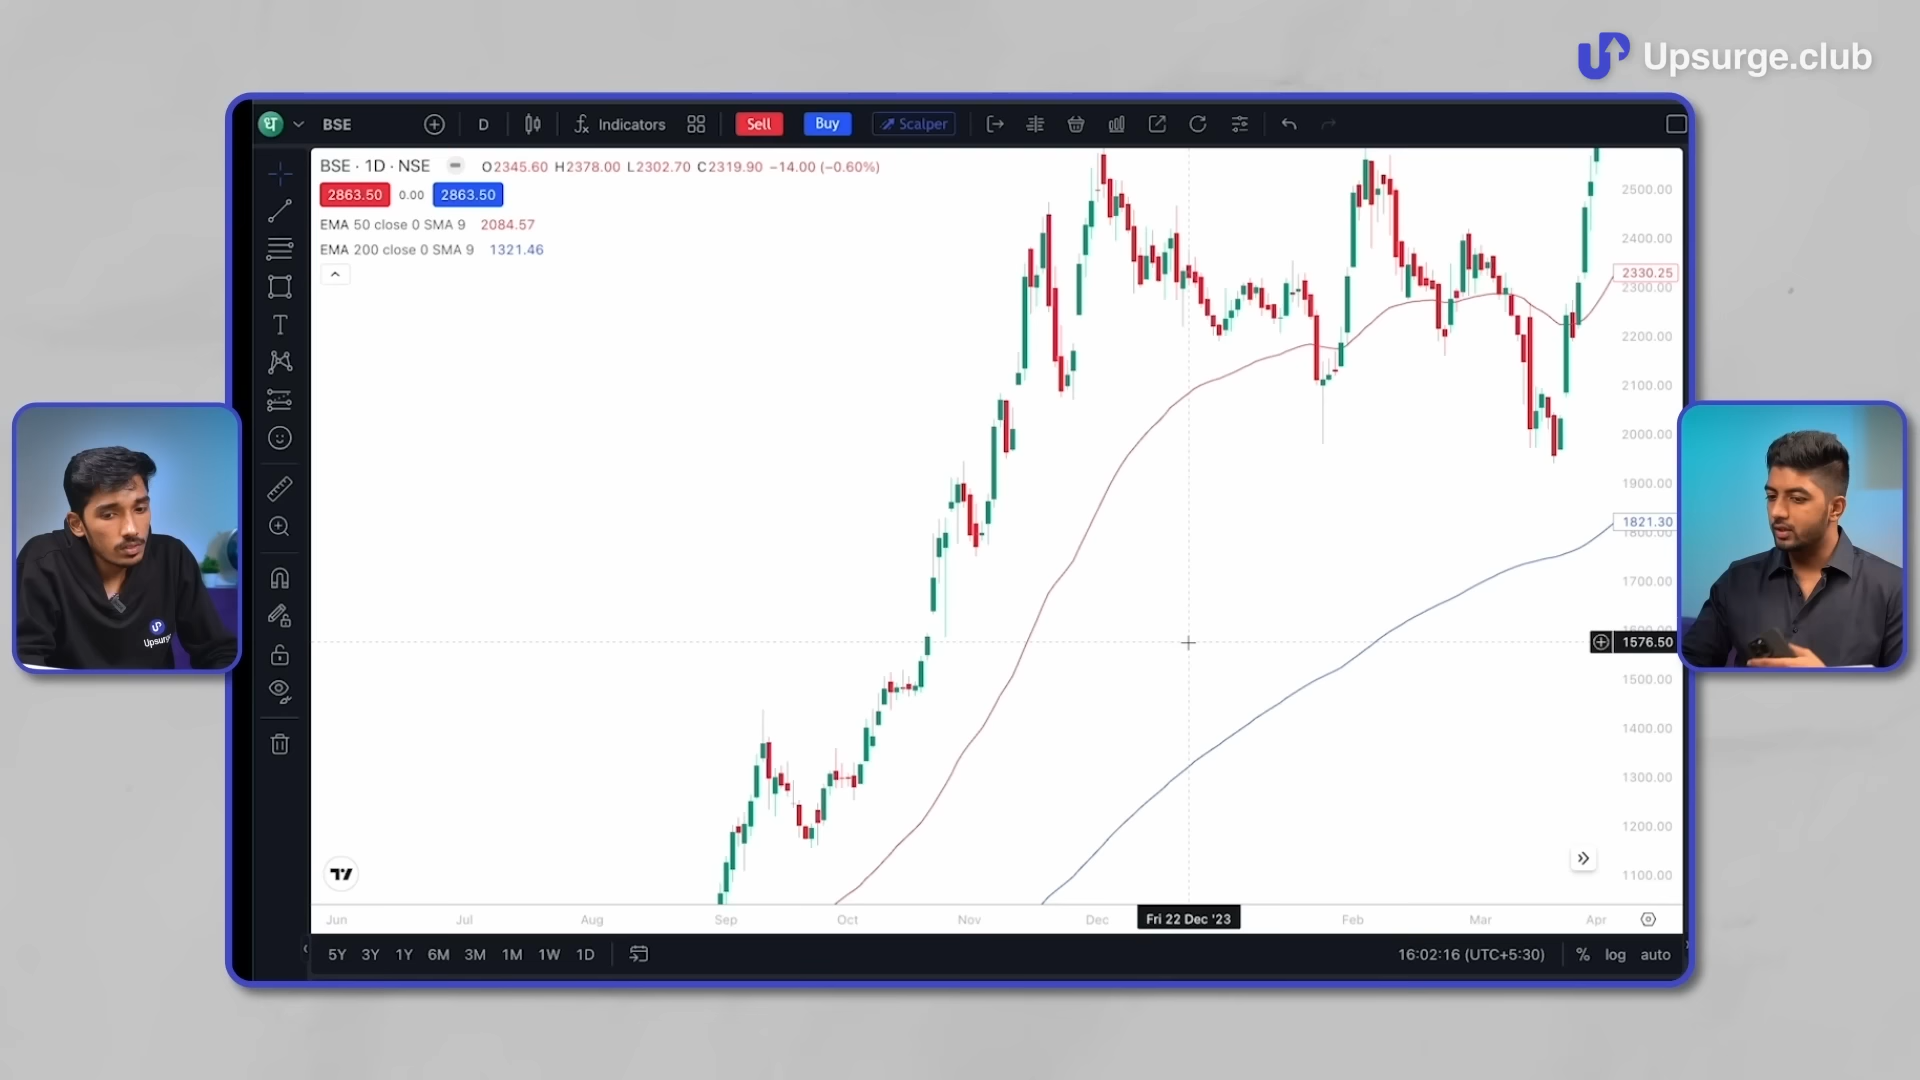 Upsurge.club
ધ BSE D Indicators Sell Buy Scalper
BSE · 1D · NSE O2345.60 H2378.00 L2302.70 C2319.90 −14.00 (−0.60%)
2863.50 0.00 2863.50
EMA 50 close 0 SMA 9 2084.57
EMA 200 close 0 SMA 9 1321.46
2500.00
2400.00
2330.25
2300.00
2200.00
2100.00
2000.00
1900.00
1821.30
1800.00
1700.00
1600.00
1576.50
1500.00
1400.00
1300.00
1200.00
1100.00
Upsurge
Jun Jul Aug Sep Oct Nov Dec Fri 22 Dec '23 Feb Mar Apr
5Y 3Y 1Y 6M 3M 1M 1W 1D 16:02:16 (UTC+5:30) % log auto